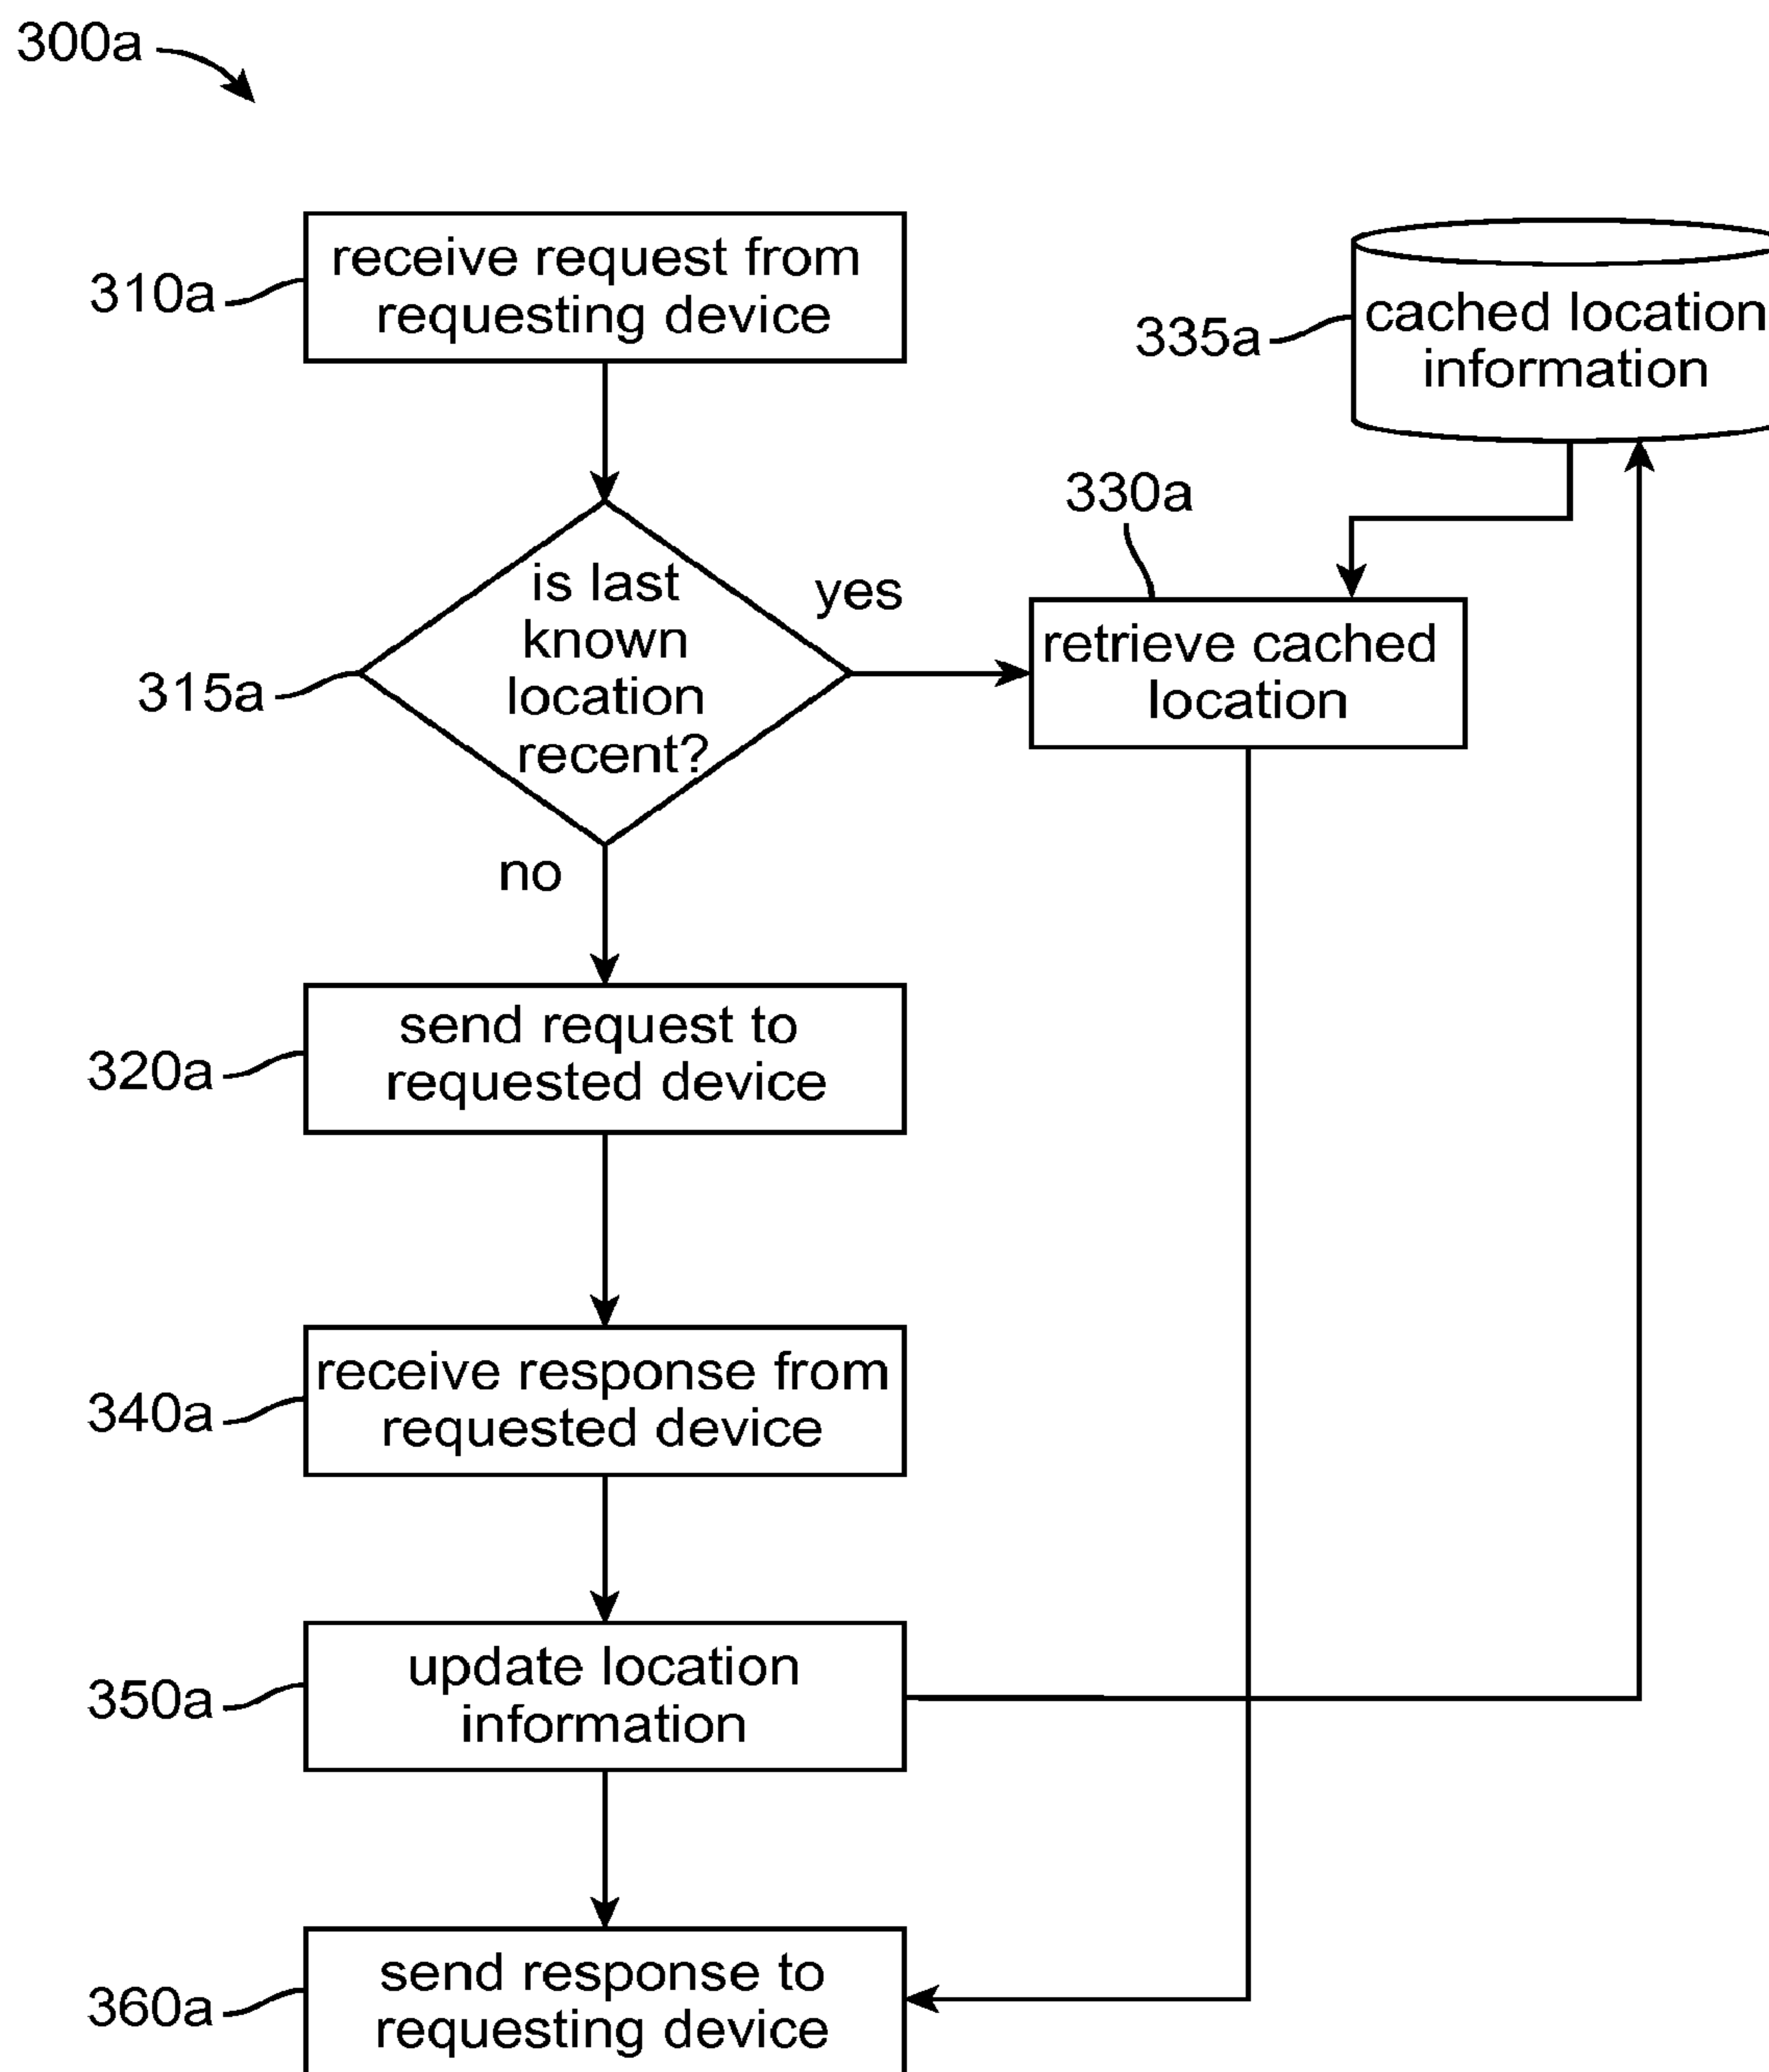 300a
310a
receive request from
requesting device
335a
cached location
information
315a
is last
known
location
recent?
yes
no
330a
retrieve cached
location
320a
send request to
requested device
340a
receive response from
requested device
350a
update location
information
360a
send response to
requesting device